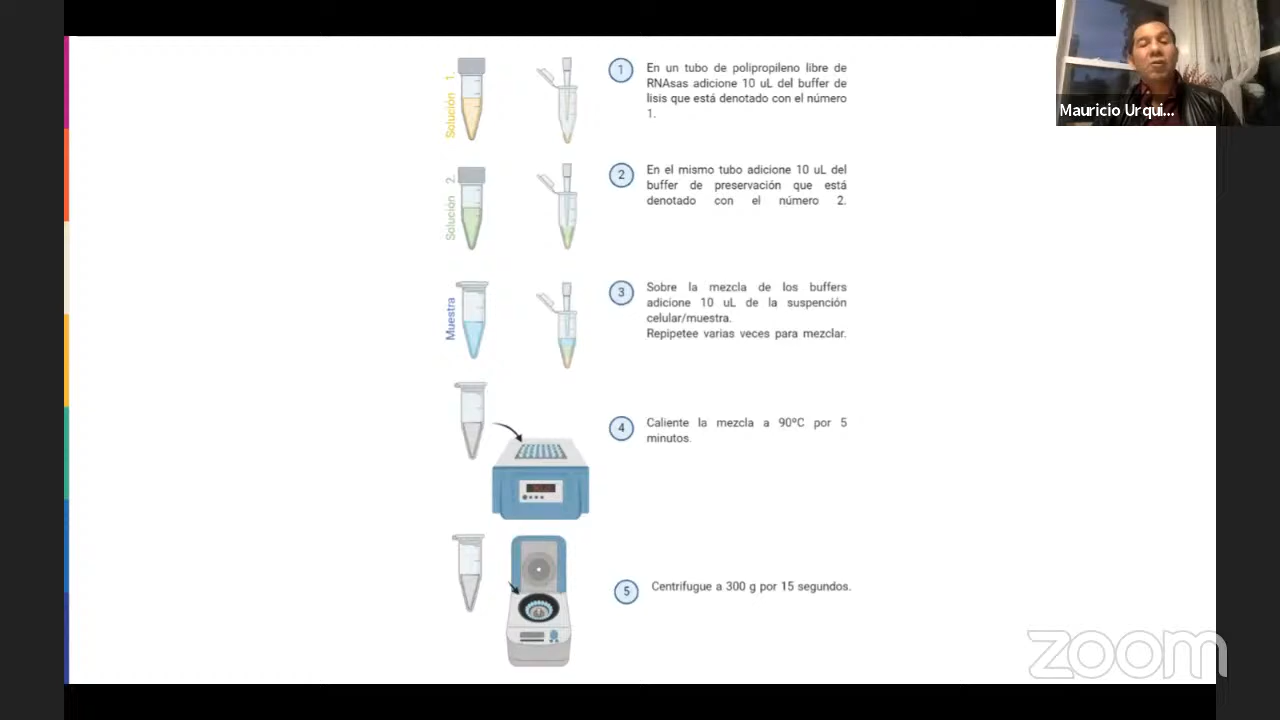 Mauricio Urqui...
Solución 1.
1
En un tubo de polipropileno libre de
RNAsas adicione 10 uL del buffer de
lisis que está denotado con el número
1.
Solución 2.
2
En el mismo tubo adicione 10 uL del
buffer de preservación que está
denotado con el número 2.
Muestra
3
Sobre la mezcla de los buffers
adicione 10 uL de la suspención
celular/muestra.
Repipetee varias veces para mezclar.
4
Caliente la mezcla a 90ºC por 5
minutos.
5
Centrifugue a 300 g por 15 segundos.
zoom